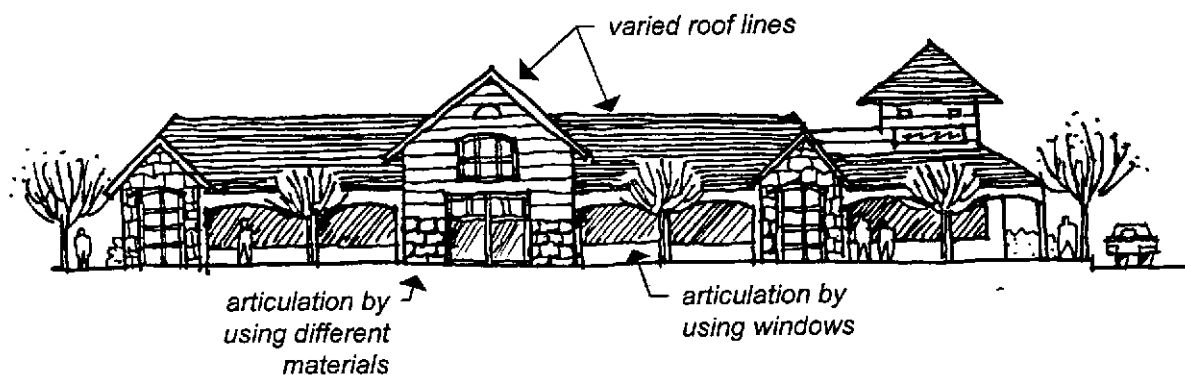 varied roof lines
articulation by
using different
materials
articulation by
using windows